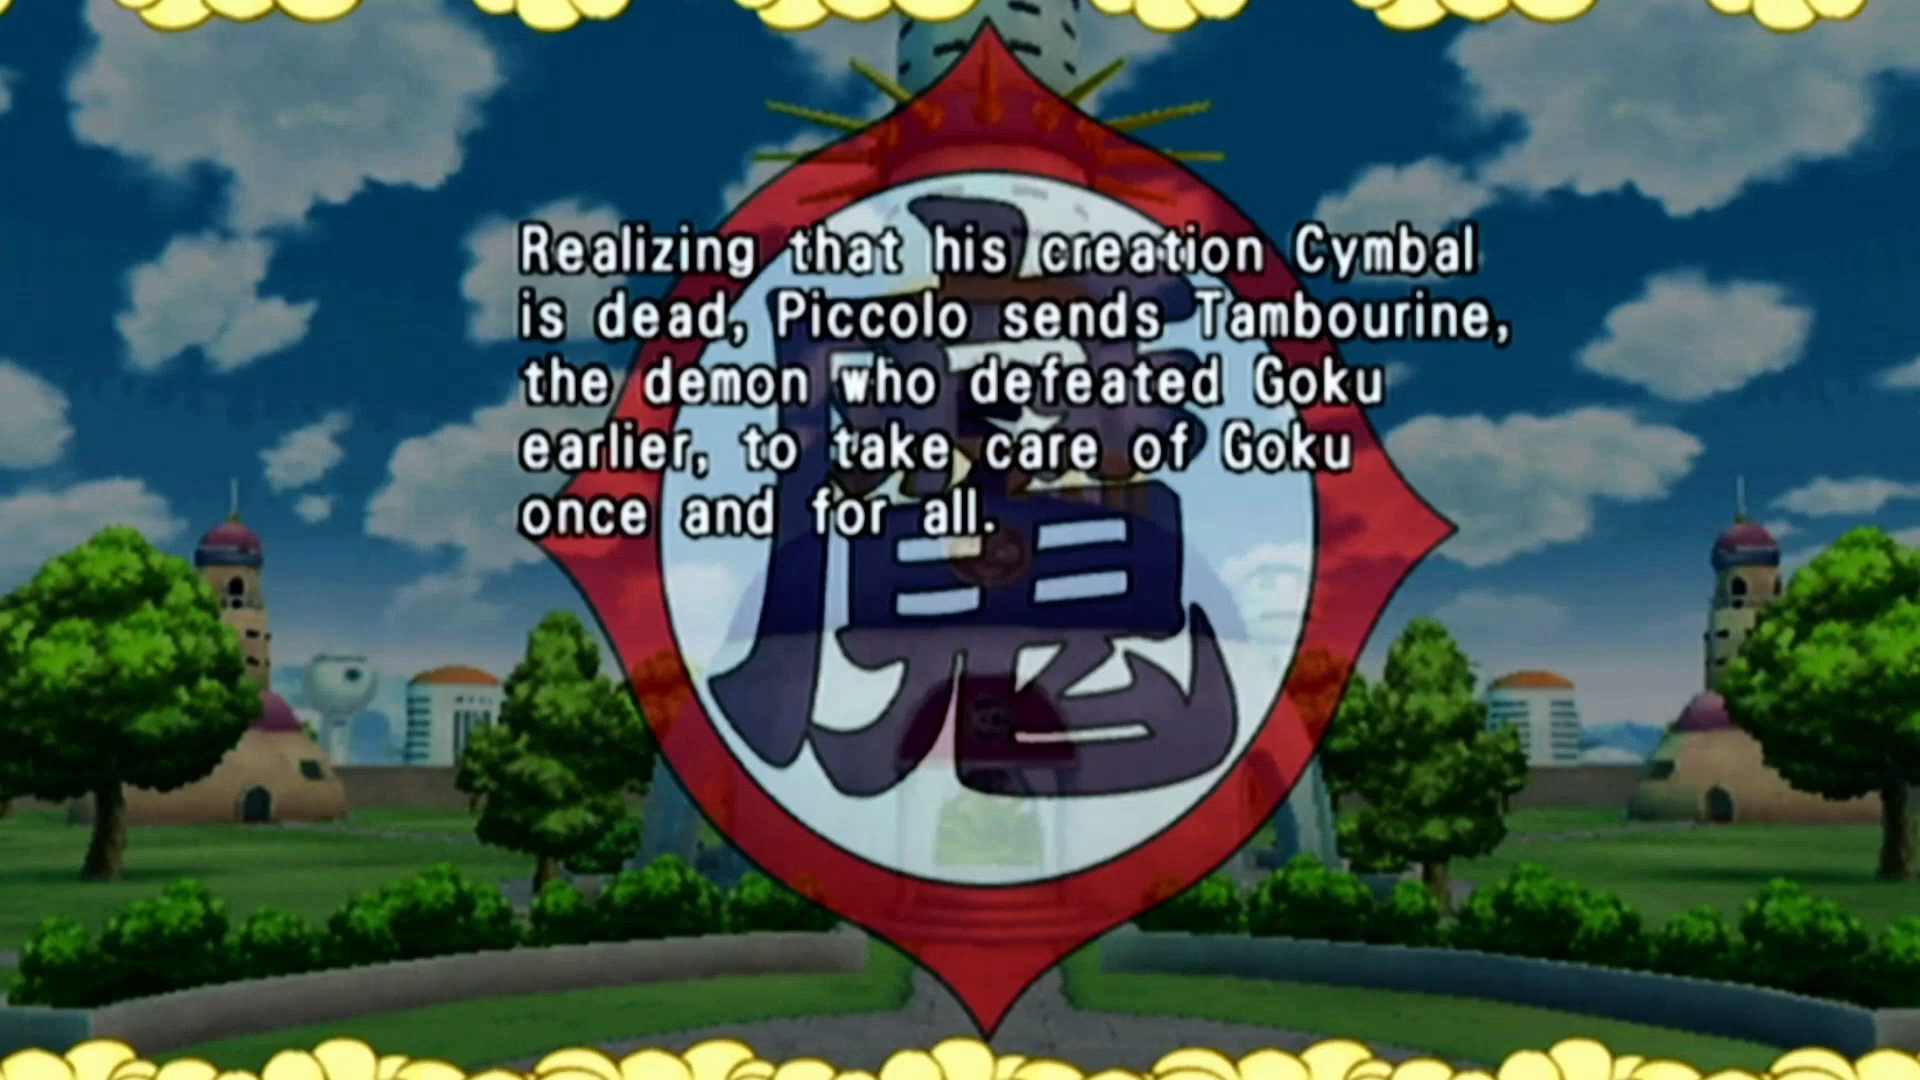 Realizing that his creation Cymbal
is dead, Piccolo sends Tambourine,
the demon who defeated Goku
earlier, to take care of Goku
once and for all.
魔